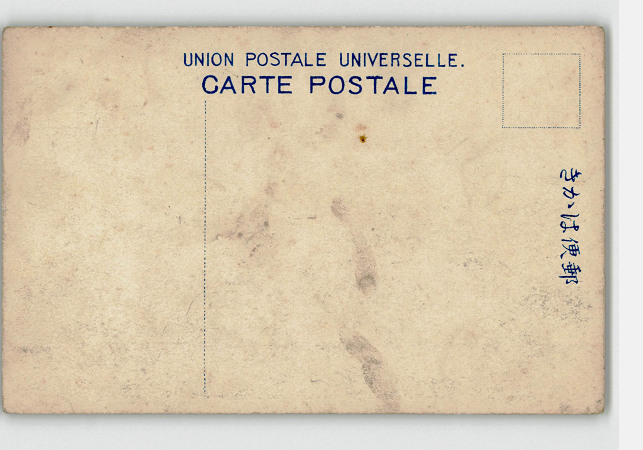 UNION POSTALE UNIVERSELLE.
CARTE POSTALE
きかは便郵